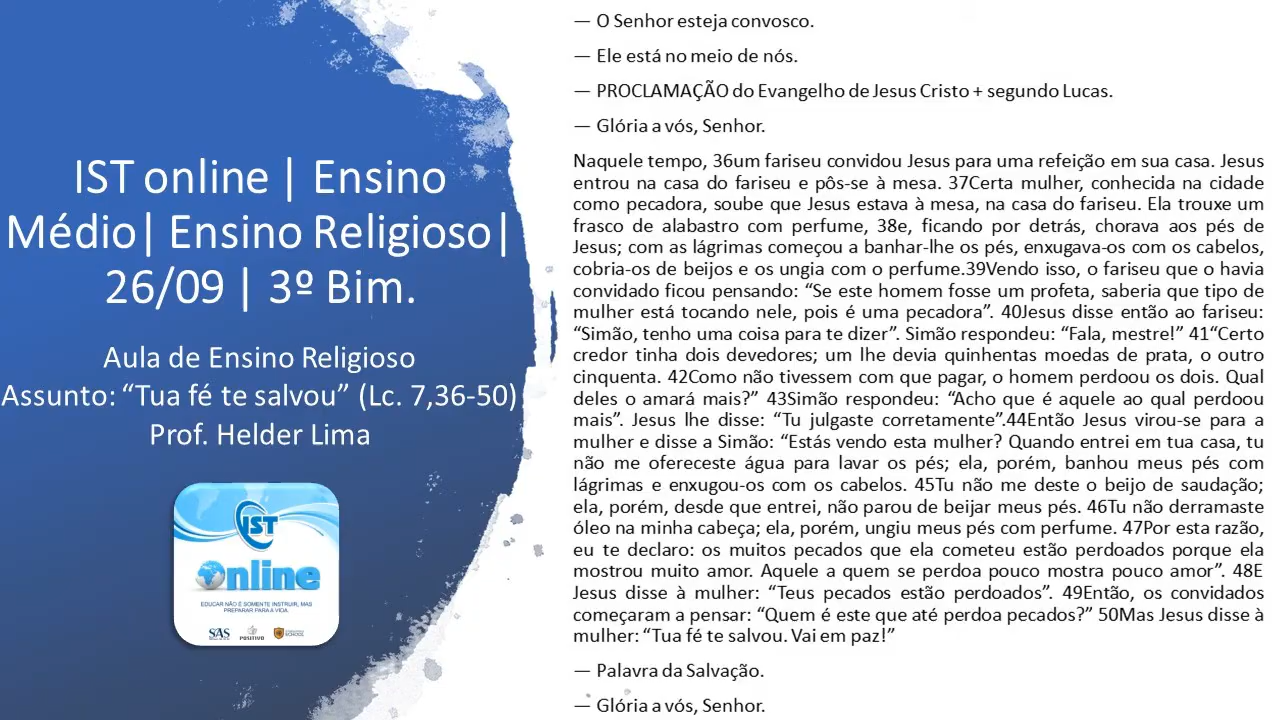 IST online | Ensino
Médio| Ensino Religioso|
26/09 | 3º Bim.
Aula de Ensino Religioso
Assunto: “Tua fé te salvou” (Lc. 7,36-50)
Prof. Helder Lima
IST
Online
EDUCAR NÃO É SOMENTE INSTRUIR, MAS
PREPARAR PARA A VIDA.
SAS
POSITIVO
— O Senhor esteja convosco.
— Ele está no meio de nós.
— PROCLAMAÇÃO do Evangelho de Jesus Cristo + segundo Lucas.
— Glória a vós, Senhor.
Naquele tempo, 36um fariseu convidou Jesus para uma refeição em sua casa. Jesus
entrou na casa do fariseu e pôs-se à mesa. 37Certa mulher, conhecida na cidade
como pecadora, soube que Jesus estava à mesa, na casa do fariseu. Ela trouxe um
frasco de alabastro com perfume, 38e, ficando por detrás, chorava aos pés de
Jesus; com as lágrimas começou a banhar-lhe os pés, enxugava-os com os cabelos,
cobria-os de beijos e os ungia com o perfume.39Vendo isso, o fariseu que o havia
convidado ficou pensando: “Se este homem fosse um profeta, saberia que tipo de
mulher está tocando nele, pois é uma pecadora”. 40Jesus disse então ao fariseu:
“Simão, tenho uma coisa para te dizer”. Simão respondeu: “Fala, mestre!” 41“Certo
credor tinha dois devedores; um lhe devia quinhentas moedas de prata, o outro
cinquenta. 42Como não tivessem com que pagar, o homem perdoou os dois. Qual
deles o amará mais?” 43Simão respondeu: “Acho que é aquele ao qual perdoou
mais”. Jesus lhe disse: “Tu julgaste corretamente”.44Então Jesus virou-se para a
mulher e disse a Simão: “Estás vendo esta mulher? Quando entrei em tua casa, tu
não me ofereceste água para lavar os pés; ela, porém, banhou meus pés com
lágrimas e enxugou-os com os cabelos. 45Tu não me deste o beijo de saudação;
ela, porém, desde que entrei, não parou de beijar meus pés. 46Tu não derramaste
óleo na minha cabeça; ela, porém, ungiu meus pés com perfume. 47Por esta razão,
eu te declaro: os muitos pecados que ela cometeu estão perdoados porque ela
mostrou muito amor. Aquele a quem se perdoa pouco mostra pouco amor”. 48E
Jesus disse à mulher: “Teus pecados estão perdoados”. 49Então, os convidados
começaram a pensar: “Quem é este que até perdoa pecados?” 50Mas Jesus disse à
mulher: “Tua fé te salvou. Vai em paz!”
— Palavra da Salvação.
— Glória a vós, Senhor.